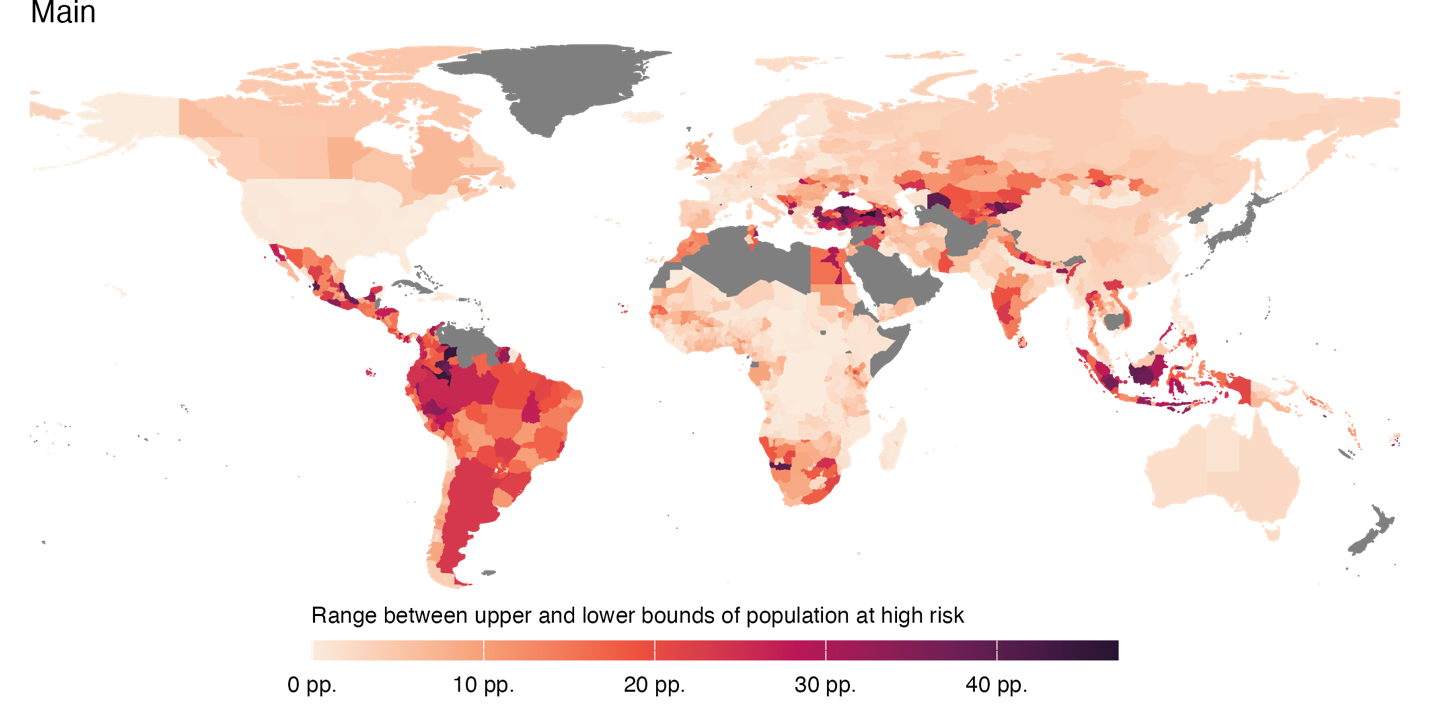 Main
Range between upper and lower bounds of population at high risk
0 pp. 10 pp. 20 pp. 30 pp. 40 pp.